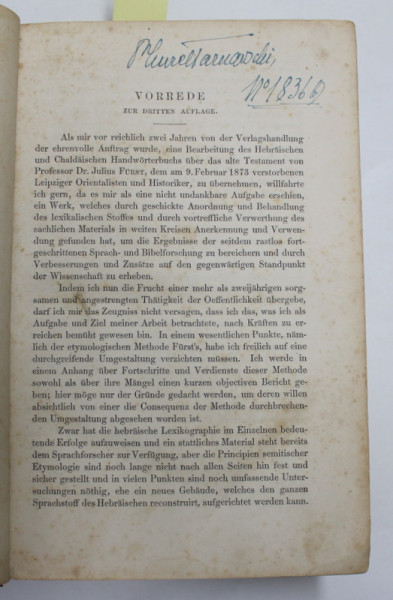 No 18369
VORREDE
ZUR DRITTEN AUFLAGE.
Als mir vor reichlich zwei Jahren von der Verlagshandlung
der ehrenvolle Auftrag wurde, eine Bearbeitung des Hebräischen
und Chaldäischen Handwörterbuchs über das alte Testament von
Professor Dr. Julius FÜRST, dem am 9. Februar 1873 verstorbenen
Leipziger Orientalisten und Historiker, zu übernehmen, willfahrte
ich gern, da es mir als eine nicht undankbare Aufgabe erschien,
ein Werk, welches durch geschickte Anordnung und Behandlung
des lexikalischen Stoffes und durch vortreffliche Verwerthung des
sachlichen Materials in weiten Kreisen Anerkennung und Verwen-
dung gefunden hat, um die Ergebnisse der seitdem rastlos fort-
geschrittenen Sprach- und Bibelforschung zu bereichern und durch
Verbesserungen und Zusätze auf den gegenwärtigen Standpunkt
der Wissenschaft zu erheben.
Indem ich nun die Frucht einer mehr als zweijährigen sorg-
samen und angestrengten Thätigkeit der Oeffentlichkeit übergebe,
darf ich mir das Zeugniss nicht versagen, dass ich das, was ich als
Aufgabe und Ziel meiner Arbeit betrachtete, nach Kräften zu er-
reichen bemüht gewesen bin. In einem wesentlichen Punkte, näm-
lich der etymologischen Methode Fürst's, habe ich freilich auf eine
durchgreifende Umgestaltung verzichten müssen. Ich werde in
einem Anhang über Fortschritte und Verdienste dieser Methode
sowohl als über ihre Mängel einen kurzen objectiven Bericht ge-
ben; hier möge nur der Gründe gedacht werden, um deren willen
absichtlich von einer die Consequenz der Methode durchbrechen-
den Umgestaltung abgesehen worden ist.
Zwar hat die hebräische Lexikographie im Einzelnen bedeu-
tende Erfolge aufzuweisen und ein stattliches Material steht bereits
dem Sprachforscher zur Verfügung, aber die Principien semitischer
Etymologie sind noch lange nicht nach allen Seiten hin fest und
sicher gestellt und in vielen Punkten sind noch umfassende Unter-
suchungen nöthig, ehe ein neues Gebäude, welches den ganzen
Sprachstoff des Hebräischen reconstruirt, aufgerichtet werden kann.